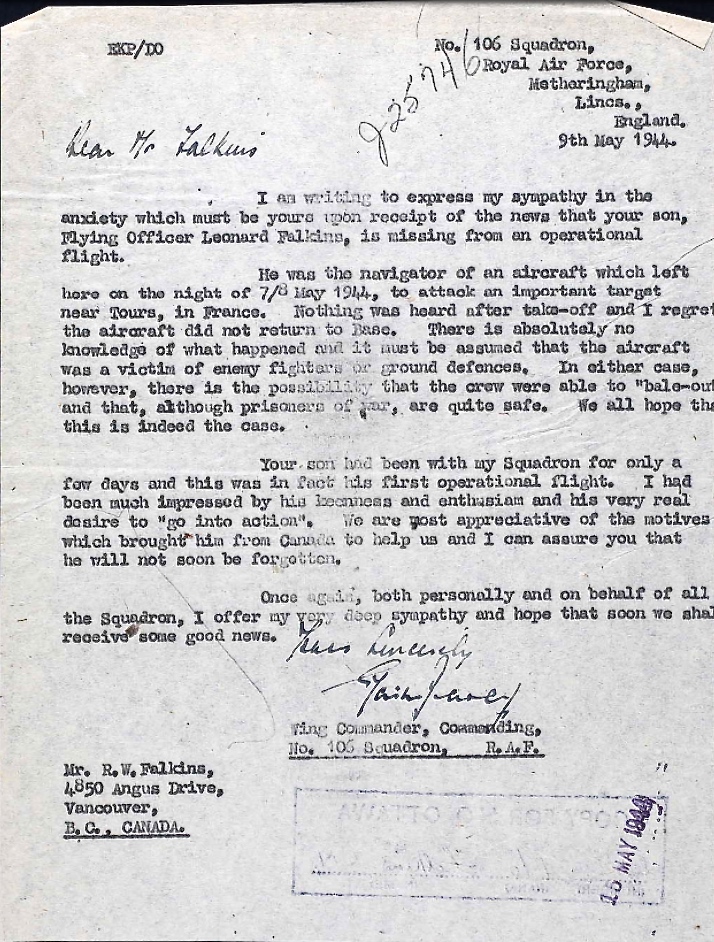 EKP/DO
No. 106 Squadron,
Royal Air Force,
Metheringham,
Lincs.,
England.
9th May 1944.
J-25740
Dear Mr Falkins
I am writing to express my sympathy in the
anxiety which must be yours upon receipt of the news that your son,
Flying Officer Leonard Falkins, is missing from an operational
flight.
He was the navigator of an aircraft which left
here on the night of 7/8 May 1944, to attack an important target
near Tours, in France. Nothing was heard after take-off and I regret
the aircraft did not return to Base. There is absolutely no
knowledge of what happened and it must be assumed that the aircraft
was a victim of enemy fighters or ground defences. In either case,
however, there is the possibility that the crew were able to "bale-out
and that, although prisoners of war, are quite safe. We all hope tha
this is indeed the case.
Your son had been with my Squadron for only a
few days and this was in fact his first operational flight. I had
been much impressed by his keenness and enthusiam and his very real
desire to "go into action". We are most appreciative of the motives
which brought him from Canada to help us and I can assure you that
he will not soon be forgotten.
Once again, both personally and on behalf of all
the Squadron, I offer my very deep sympathy and hope that soon we shal
receive some good news.
Yours Sincerely
Wing Commander, Commanding,
No. 106 Squadron, R.A.F.
Mr. R.W. Falkins,
4850 Angus Drive,
Vancouver,
B.C., CANADA.
OTTAWA
15 MAY 1944